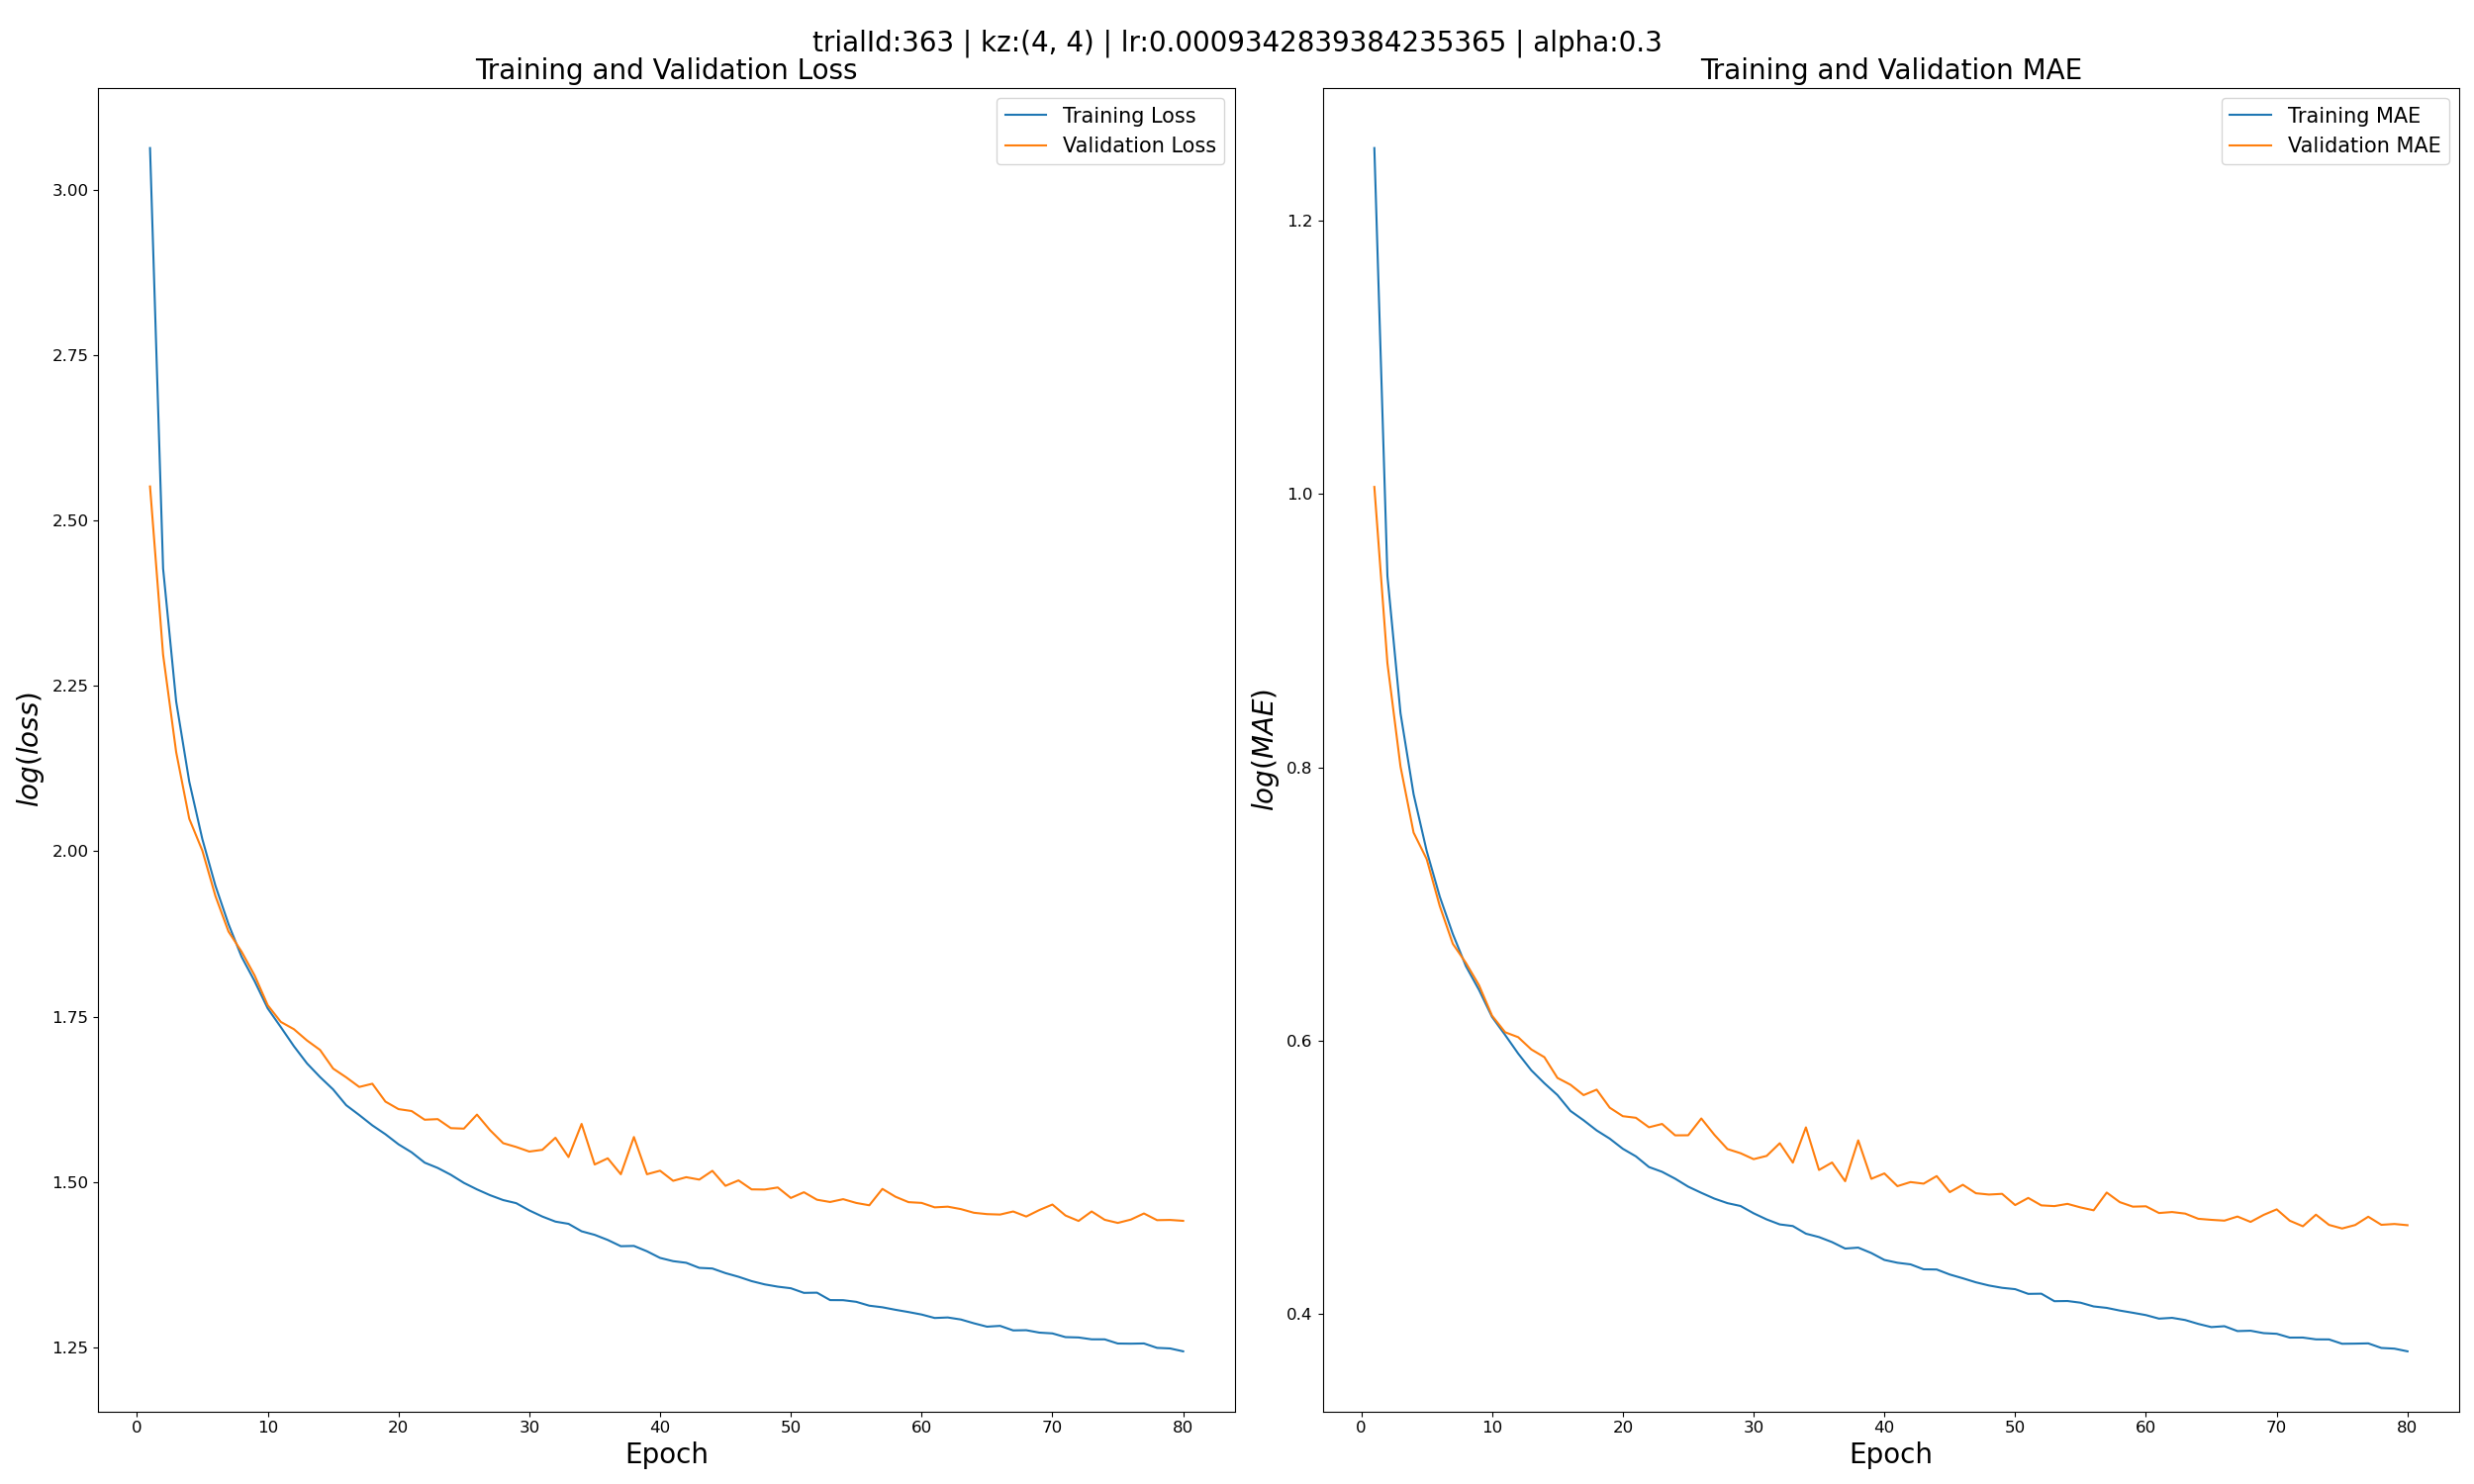 trialId:363 | kz:(4, 4) | lr:0.0009342839384235365 | alpha:0.3
Training and Validation Loss
Training Loss
Validation Loss
3.00
2.75
2.50
2.25
2.00
1.75
1.50
1.25
log(loss)
0 10 20 30 40 50 60 70 80
Epoch
Training and Validation MAE
Training MAE
Validation MAE
1.2
1.0
0.8
0.6
0.4
log(MAE)
0 10 20 30 40 50 60 70 80
Epoch